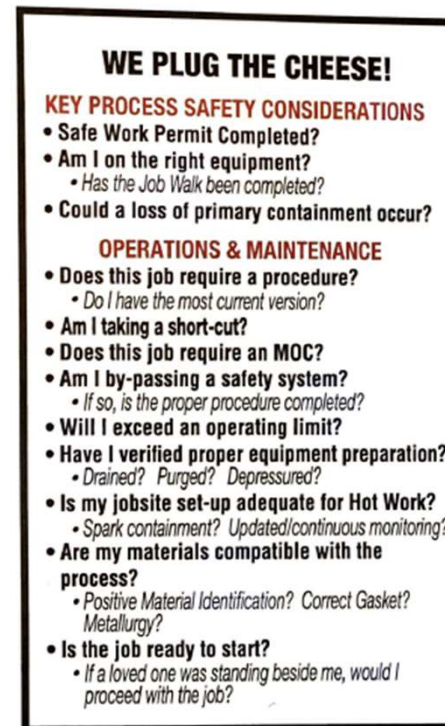 WE PLUG THE CHEESE!
KEY PROCESS SAFETY CONSIDERATIONS
• Safe Work Permit Completed?
• Am I on the right equipment?
• Has the Job Walk been completed?
• Could a loss of primary containment occur?
OPERATIONS & MAINTENANCE
• Does this job require a procedure?
• Do I have the most current version?
• Am I taking a short-cut?
• Does this job require an MOC?
• Am I by-passing a safety system?
• If so, is the proper procedure completed?
• Will I exceed an operating limit?
• Have I verified proper equipment preparation?
• Drained? Purged? Depressured?
• Is my jobsite set-up adequate for Hot Work?
• Spark containment? Updated/continuous monitoring?
• Are my materials compatible with the
process?
• Positive Material Identification? Correct Gasket?
Metallurgy?
• Is the job ready to start?
• If a loved one was standing beside me, would I
proceed with the job?